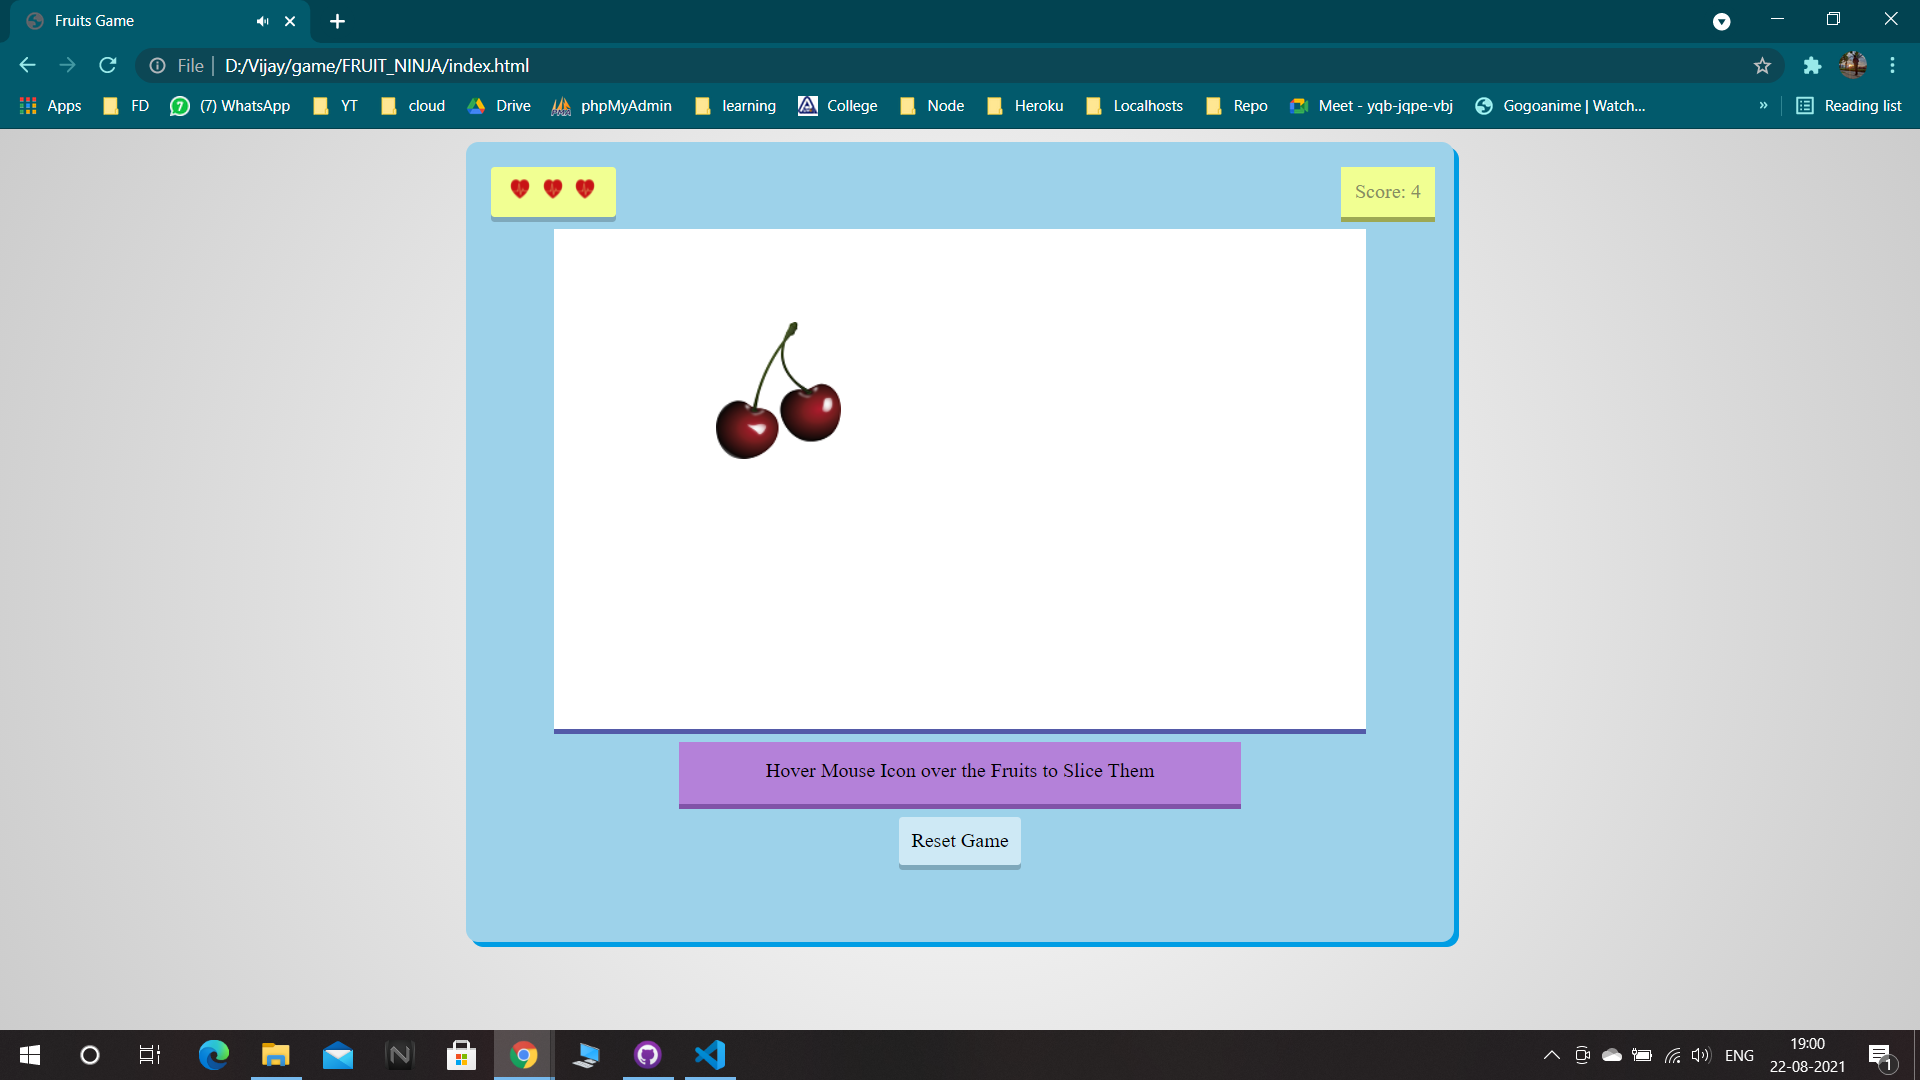 Fruits Game
File | D:/Vijay/game/FRUIT_NINJA/index.html
Apps FD (7) WhatsApp YT cloud Drive phpMyAdmin learning College Node Heroku Localhosts Repo Meet - yqb-jqpe-vbj Gogoanime | Watch... » Reading list
Score: 4
Hover Mouse Icon over the Fruits to Slice Them
Reset Game
ENG
19:00
22-08-2021
1